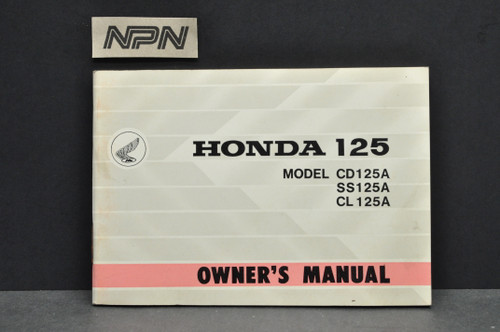 NPN
HONDA 125
MODEL CD125A
SS125A
CL125A
OWNER'S MANUAL